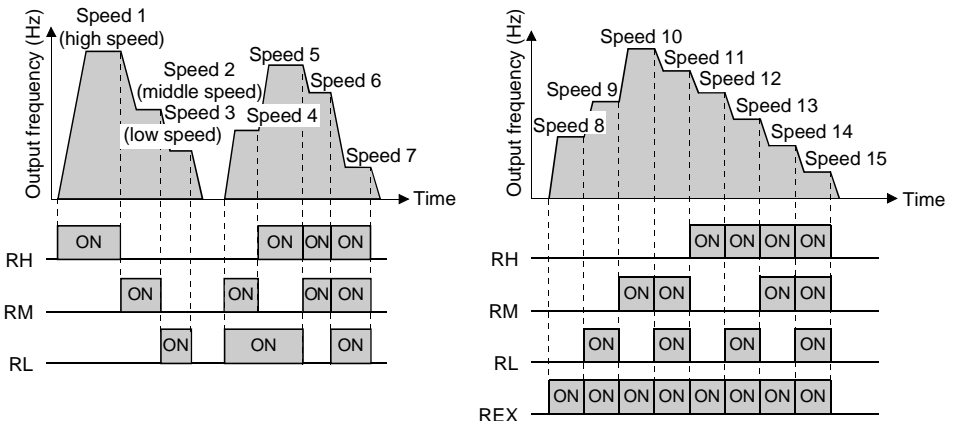 Output frequency (Hz)
Speed 1
(high speed)
Speed 2
(middle speed)
Speed 3
(low speed)
Speed 4
Speed 5
Speed 6
Speed 7
Time
RH
ON
ON
ON
ON
RM
ON
ON
ON
ON
RL
ON
ON
ON
Output frequency (Hz)
Speed 8
Speed 9
Speed 10
Speed 11
Speed 12
Speed 13
Speed 14
Speed 15
Time
RH
ON
ON
ON
ON
RM
ON
ON
ON
ON
RL
ON
ON
ON
ON
REX
ON
ON
ON
ON
ON
ON
ON
ON